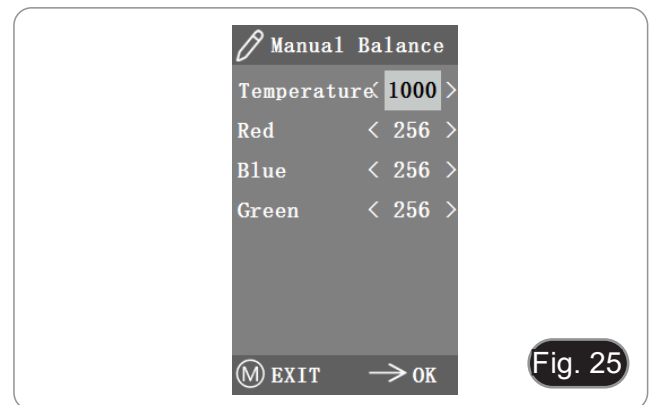 Manual Balance
Temperature < 1000 >
Red < 256 >
Blue < 256 >
Green < 256 >
M EXIT → OK
Fig. 25